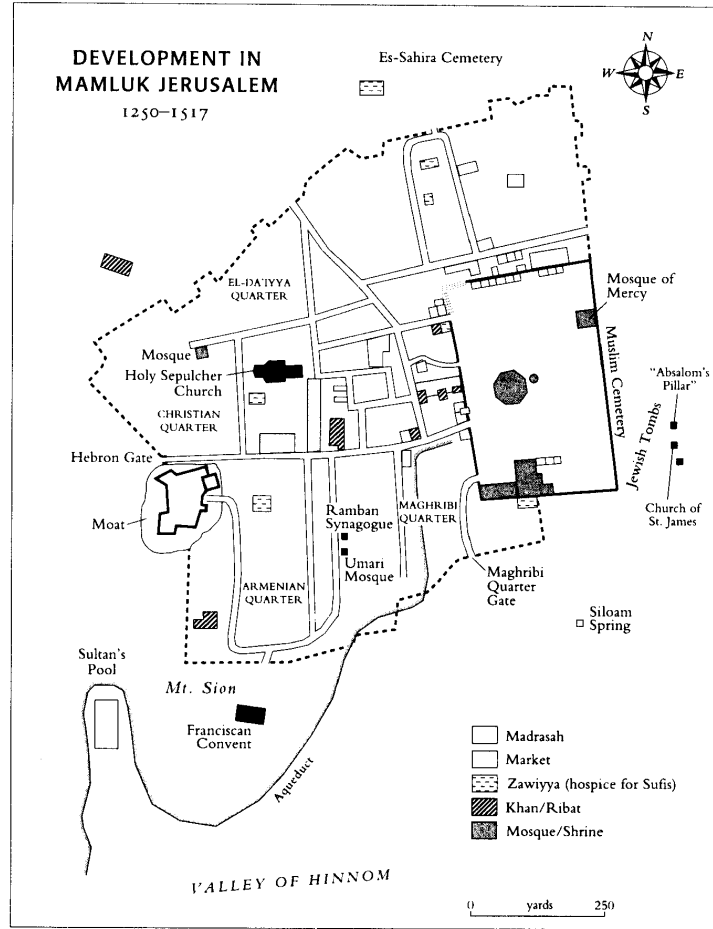 DEVELOPMENT IN
MAMLUK JERUSALEM
1250–1517
Es-Sahira Cemetery
N
W
E
S
EL-DA'IYYA
QUARTER
Mosque of
Mercy
Mosque
Holy Sepulcher
Church
CHRISTIAN
QUARTER
Muslim Cemetery
"Absalom's
Pillar"
Jewish Tombs
Church of
St. James
Hebron Gate
Moat
Ramban
Synagogue
MAGHRIBI
QUARTER
Umari
Mosque
ARMENIAN
QUARTER
Maghribi
Quarter
Gate
Siloam
Spring
Sultan's
Pool
Mt. Sion
Franciscan
Convent
Aqueduct
VALLEY OF HINNOM
Madrasah
Market
Zawiyya (hospice for Sufis)
Khan/Ribat
Mosque/Shrine
0 yards 250